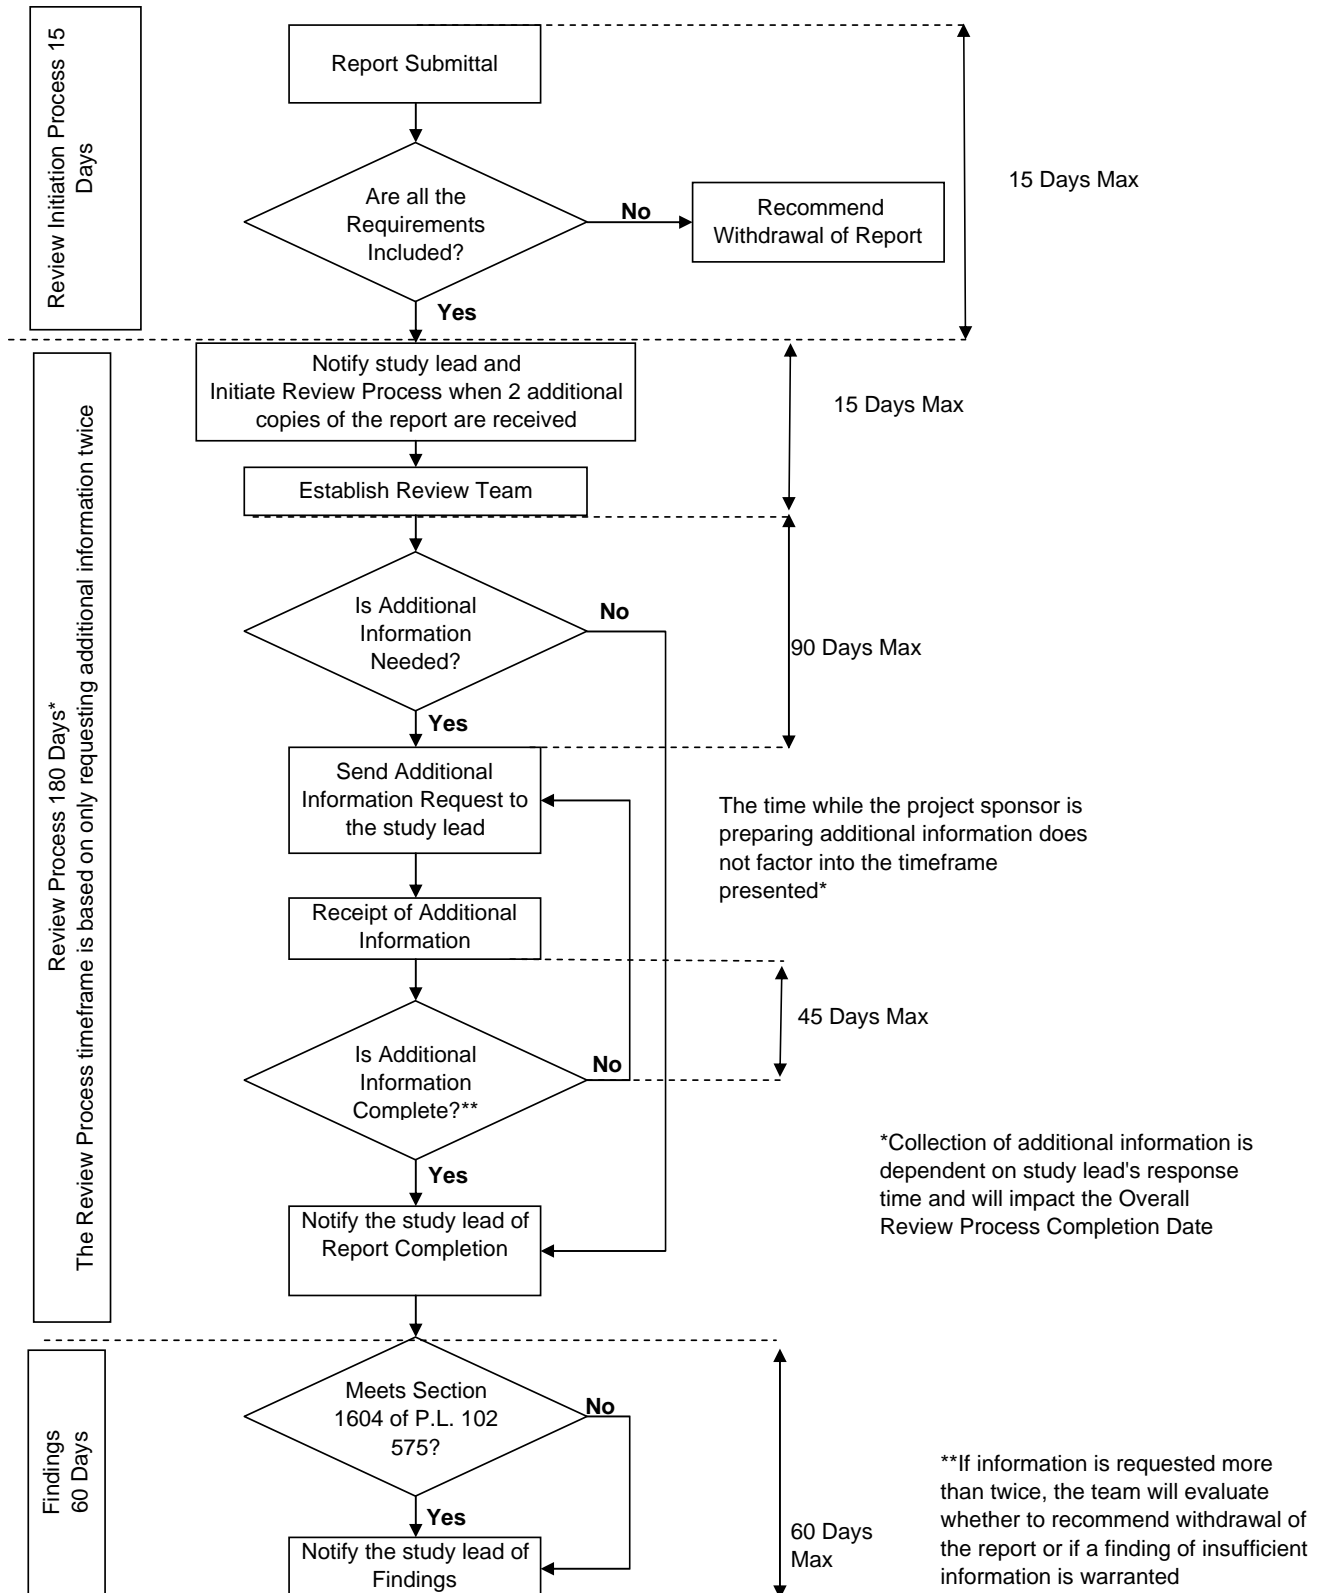 Review Initiation Process 15
Days
Report Submittal
Are all the
Requirements
Included?
No
Recommend
Withdrawal of Report
15 Days Max
Yes
Review Process 180 Days*
The Review Process timeframe is based on only requesting additional information twice
Notify study lead and
Initiate Review Process when 2 additional
copies of the report are received
15 Days Max
Establish Review Team
Is Additional
Information
Needed?
No
90 Days Max
Yes
Send Additional
Information Request to
the study lead
The time while the project sponsor is
preparing additional information does
not factor into the timeframe
presented*
Receipt of Additional
Information
45 Days Max
Is Additional
Information
Complete?**
No
*Collection of additional information is
dependent on study lead's response
time and will impact the Overall
Review Process Completion Date
Yes
Notify the study lead of
Report Completion
Findings
60 Days
Meets Section
1604 of P.L. 102
575?
No
Yes
60 Days
Max
Notify the study lead of
Findings
**If information is requested more
than twice, the team will evaluate
whether to recommend withdrawal of
the report or if a finding of insufficient
information is warranted